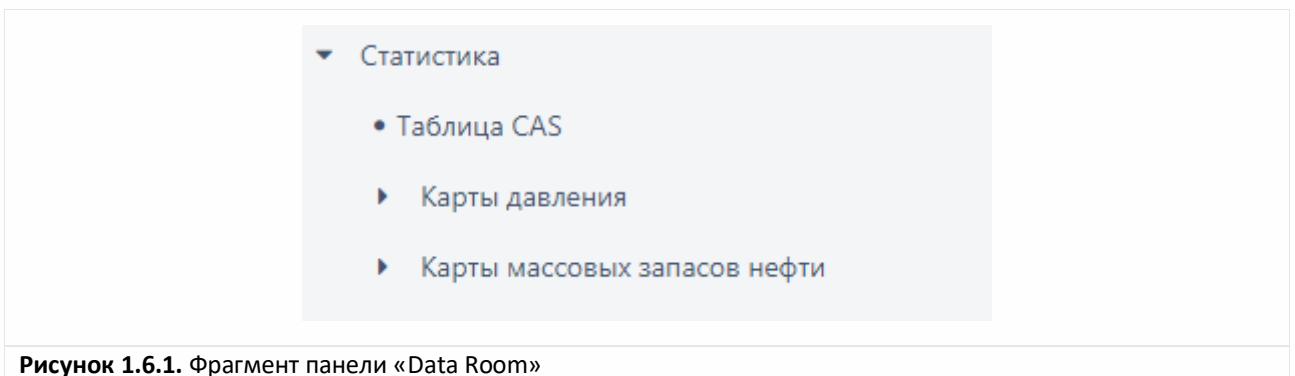 Статистика
• Таблица CAS
Карты давления
Карты массовых запасов нефти
Рисунок 1.6.1. Фрагмент панели «Data Room»